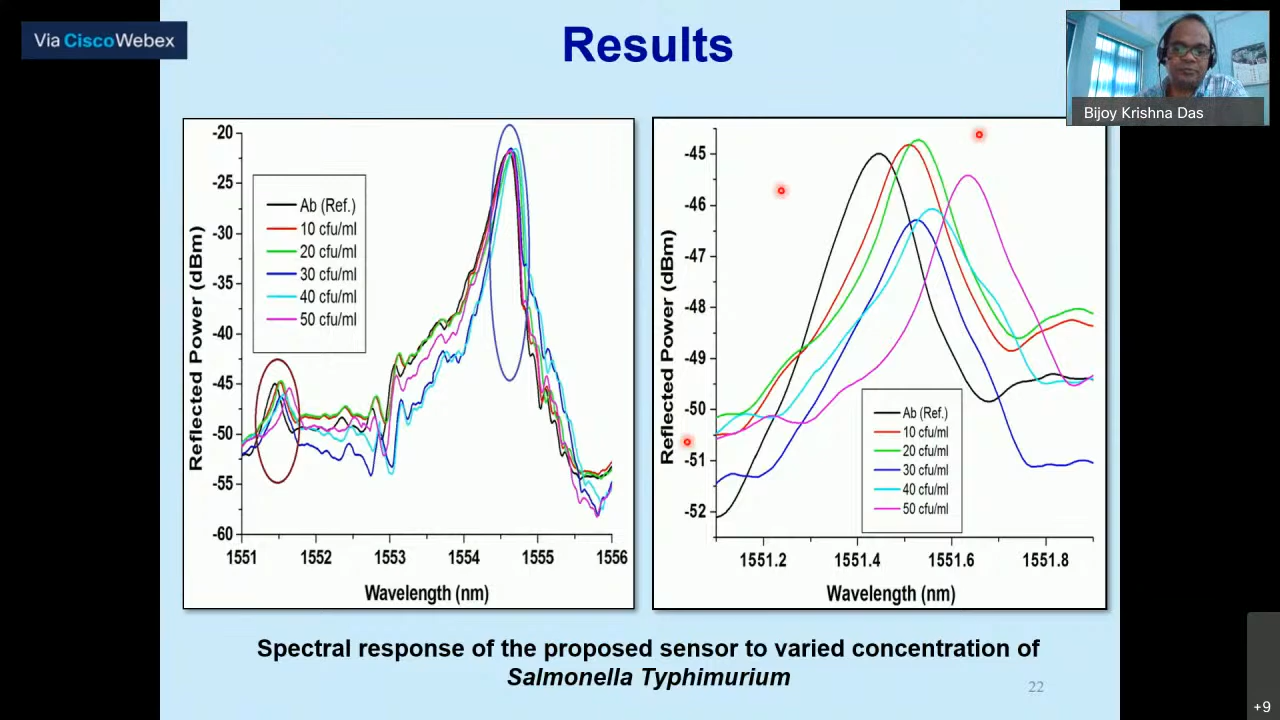 Via CiscoWebex
Results
Bijoy Krishna Das
-20
-25
-30
-35
-40
-45
-50
-55
-60
Reflected Power (dBm)
Ab (Ref.)
10 cfu/ml
20 cfu/ml
30 cfu/ml
40 cfu/ml
50 cfu/ml
1551 1552 1553 1554 1555 1556
Wavelength (nm)
-45
-46
-47
-48
-49
-50
-51
-52
Reflected Power (dBm)
Ab (Ref.)
10 cfu/ml
20 cfu/ml
30 cfu/ml
40 cfu/ml
50 cfu/ml
1551.2 1551.4 1551.6 1551.8
Wavelength (nm)
Spectral response of the proposed sensor to varied concentration of
Salmonella Typhimurium
22
+9